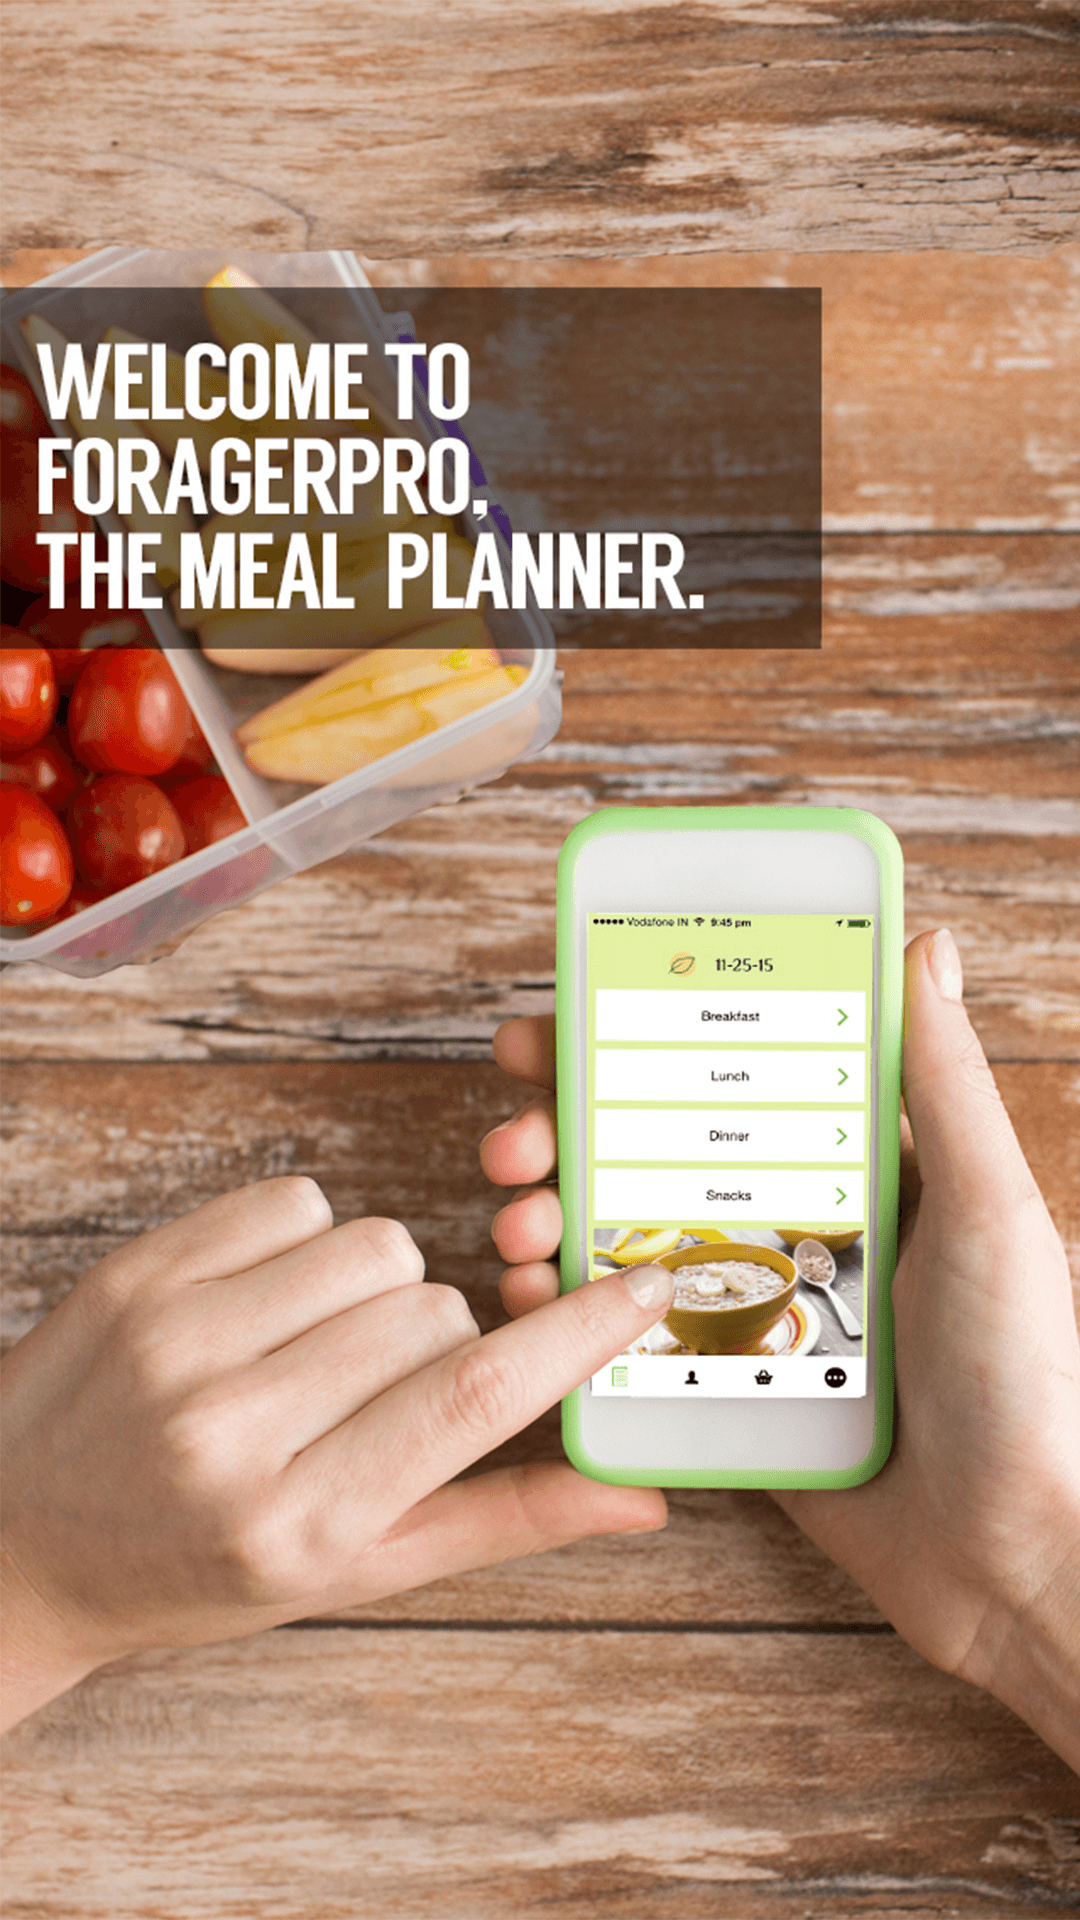 WELCOME TO
FORAGERPRO,
THE MEAL PLANNER.
Vodafone IN 9:45 pm
11-25-15
Breakfast
Lunch
Dinner
Snacks